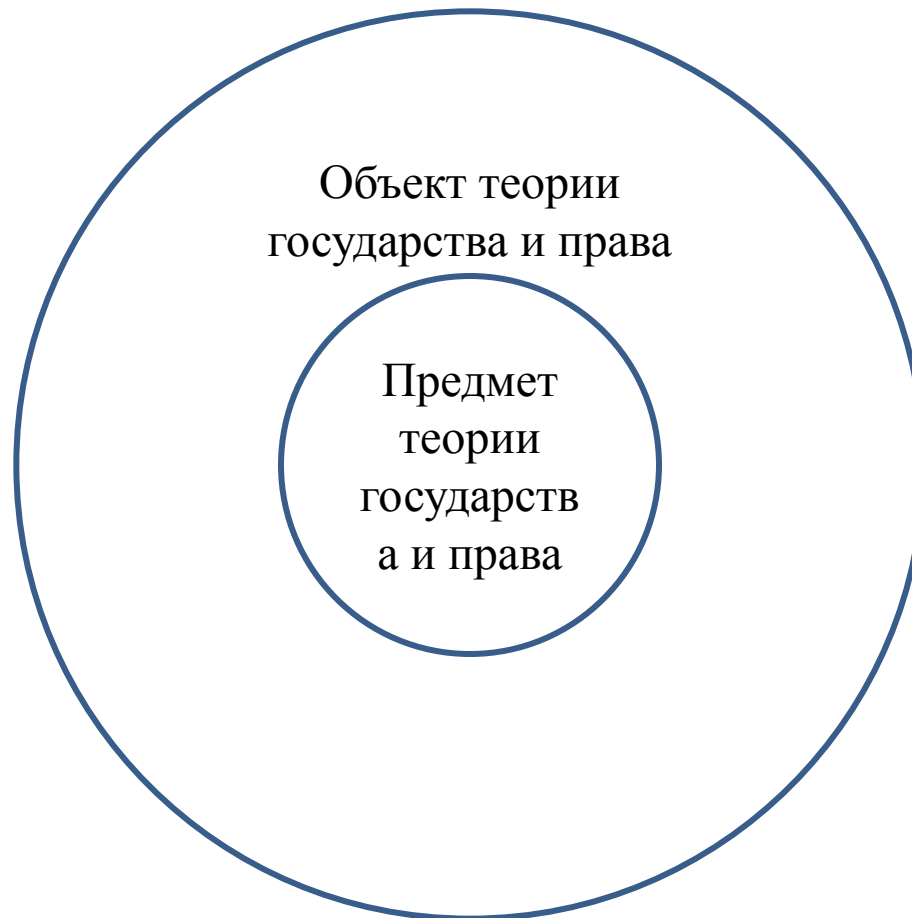 Объект теории
государства и права
Предмет
теории
государств
а и права